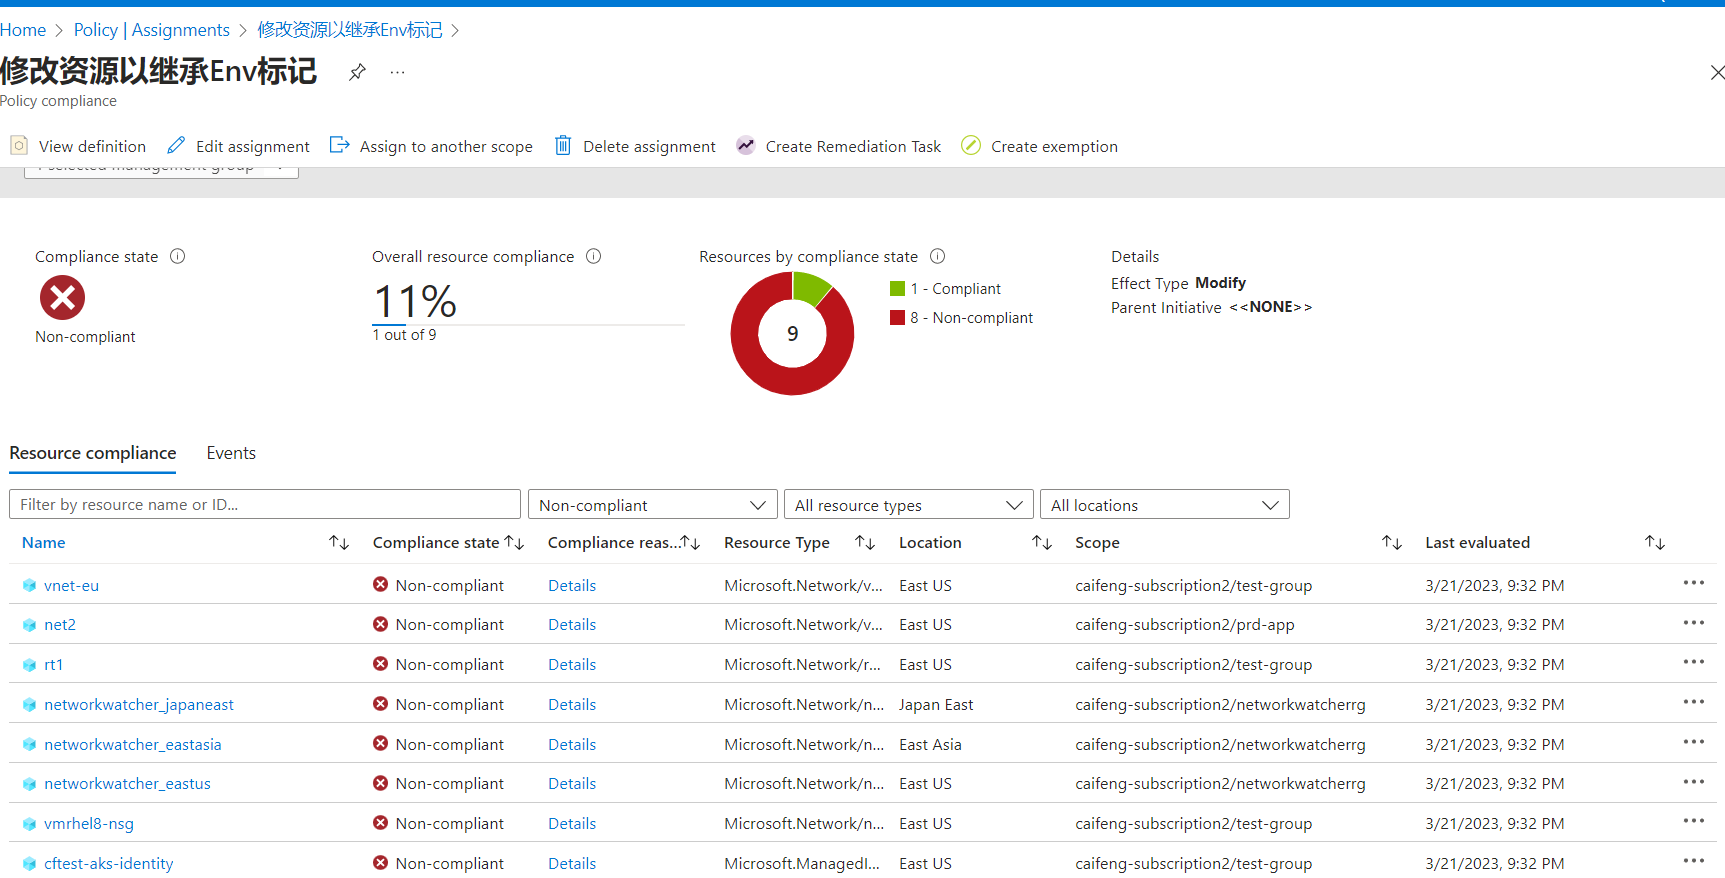 Home > Policy | Assignments > 修改资源以继承Env标记 >
修改资源以继承Env标记 ...
Policy compliance
View definition Edit assignment Assign to another scope Delete assignment Create Remediation Task Create exemption
1 selected management group
Compliance state Overall resource compliance Resources by compliance state Details
Non-compliant
11%
1 out of 9
9
1 - Compliant
8 - Non-compliant
Effect Type Modify
Parent Initiative <<NONE>>
Resource compliance Events
Filter by resource name or ID... Non-compliant All resource types All locations
Name Compliance state Compliance reas... Resource Type Location Scope Last evaluated
vnet-eu Non-compliant Details Microsoft.Network/v... East US caifeng-subscription2/test-group 3/21/2023, 9:32 PM
net2 Non-compliant Details Microsoft.Network/v... East US caifeng-subscription2/prd-app 3/21/2023, 9:32 PM
rt1 Non-compliant Details Microsoft.Network/r... East US caifeng-subscription2/test-group 3/21/2023, 9:32 PM
networkwatcher_japaneast Non-compliant Details Microsoft.Network/n... Japan East caifeng-subscription2/networkwatcherrg 3/21/2023, 9:32 PM
networkwatcher_eastasia Non-compliant Details Microsoft.Network/n... East Asia caifeng-subscription2/networkwatcherrg 3/21/2023, 9:32 PM
networkwatcher_eastus Non-compliant Details Microsoft.Network/n... East US caifeng-subscription2/networkwatcherrg 3/21/2023, 9:32 PM
vmrhel8-nsg Non-compliant Details Microsoft.Network/n... East US caifeng-subscription2/test-group 3/21/2023, 9:32 PM
cftest-aks-identity Non-compliant Details Microsoft.ManagedI... East US caifeng-subscription2/test-group 3/21/2023, 9:32 PM